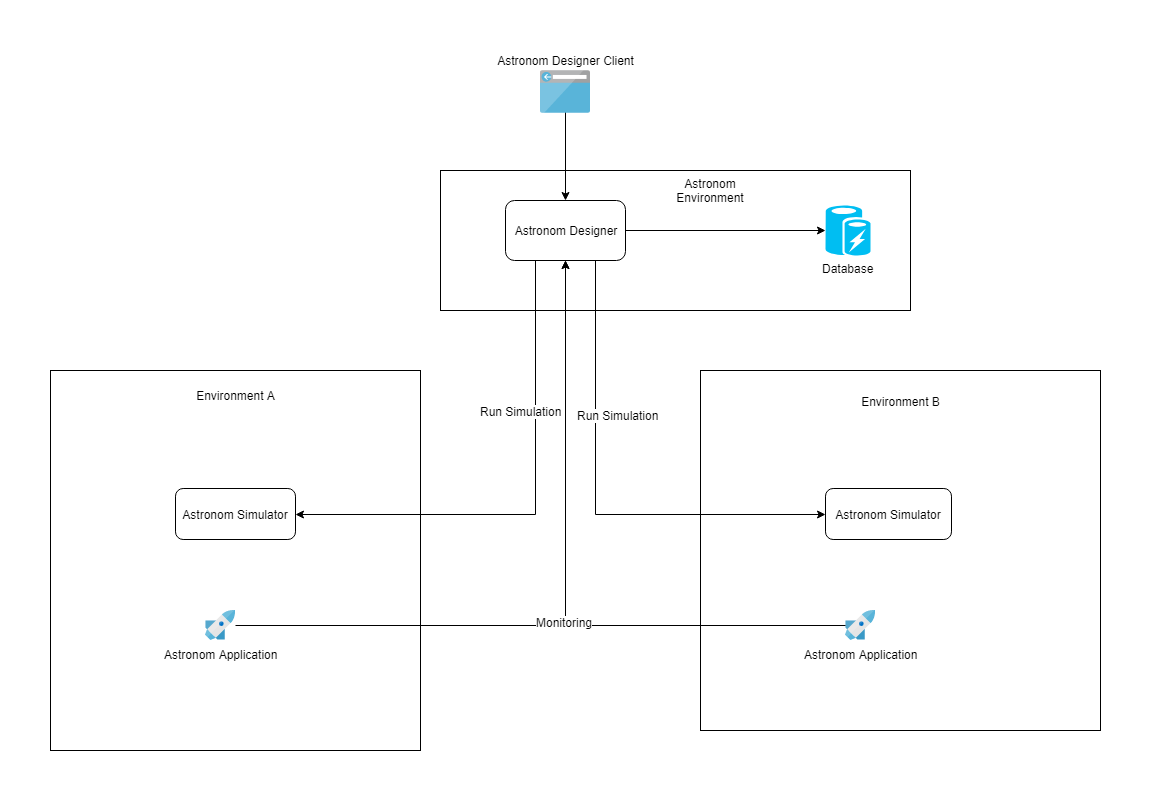 Astronom Designer Client
Astronom
Environment
Astronom Designer
Database
Environment A
Environment B
Run Simulation
Run Simulation
Astronom Simulator
Astronom Simulator
Monitoring
Astronom Application
Astronom Application